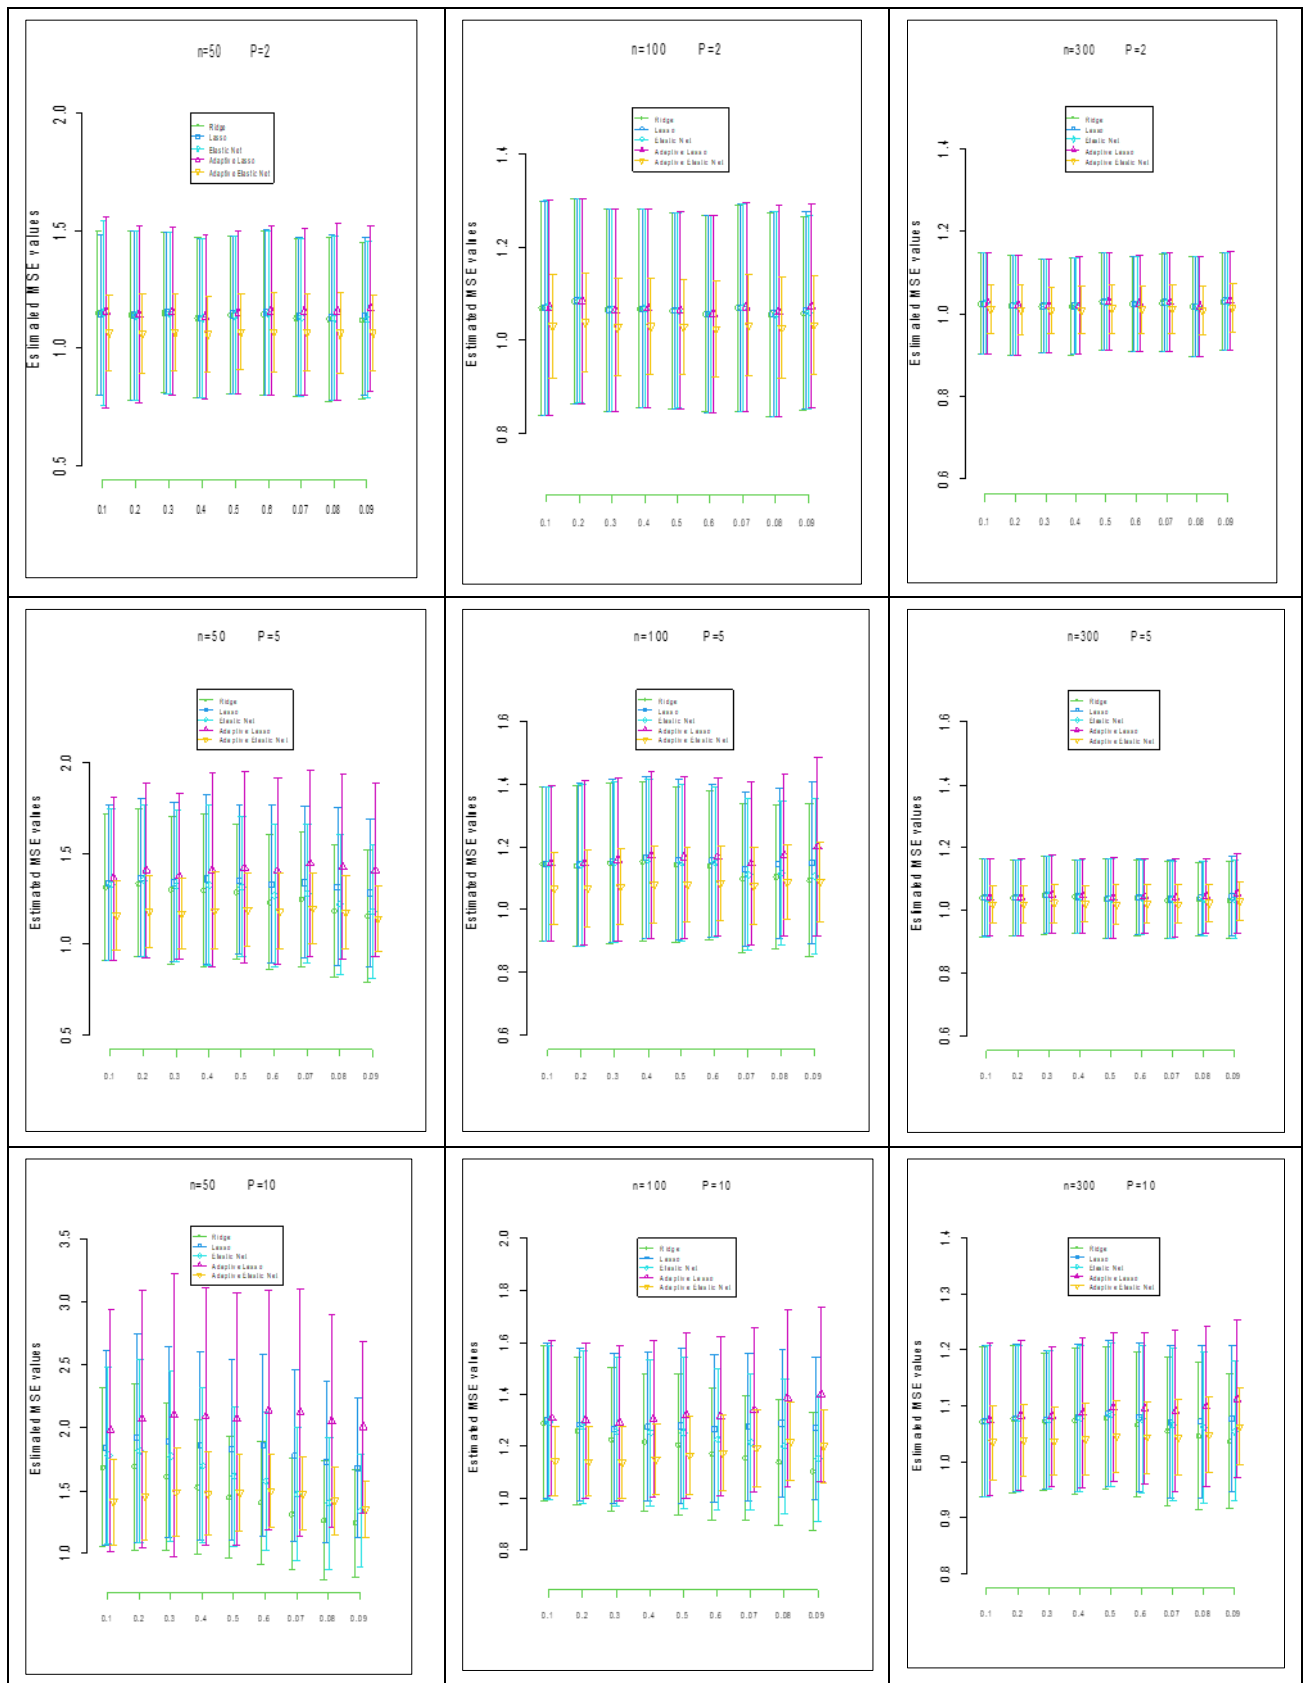 n=50 P=2
Estimated MSE values
2.0
1.5
1.0
0.5
Ridge
Lasso
Elastic Net
Adaptive Lasso
Adaptive Elastic Net
0.1 0.2 0.3 0.4 0.5 0.6 0.07 0.08 0.09
n=100 P=2
Estimated MSE values
1.4
1.2
1.0
0.8
Ridge
Lasso
Elastic Net
Adaptive Lasso
Adaptive Elastic Net
0.1 0.2 0.3 0.4 0.5 0.6 0.07 0.08 0.09
n=300 P=2
Estimated MSE values
1.4
1.2
1.0
0.8
0.6
Ridge
Lasso
Elastic Net
Adaptive Lasso
Adaptive Elastic Net
0.1 0.2 0.3 0.4 0.5 0.6 0.07 0.08 0.09
n=50 P=5
Estimated MSE values
2.0
1.5
1.0
0.5
Ridge
Lasso
Elastic Net
Adaptive Lasso
Adaptive Elastic Net
0.1 0.2 0.3 0.4 0.5 0.6 0.07 0.08 0.09
n=100 P=5
Estimated MSE values
1.6
1.4
1.2
1.0
0.8
0.6
Ridge
Lasso
Elastic Net
Adaptive Lasso
Adaptive Elastic Net
0.1 0.2 0.3 0.4 0.5 0.6 0.07 0.08 0.09
n=300 P=5
Estimated MSE values
1.6
1.4
1.2
1.0
0.8
0.6
Ridge
Lasso
Elastic Net
Adaptive Lasso
Adaptive Elastic Net
0.1 0.2 0.3 0.4 0.5 0.6 0.07 0.08 0.09
n=50 P=10
Estimated MSE values
3.5
3.0
2.5
2.0
1.5
1.0
Ridge
Lasso
Elastic Net
Adaptive Lasso
Adaptive Elastic Net
0.1 0.2 0.3 0.4 0.5 0.6 0.07 0.08 0.09
n=100 P=10
Estimated MSE values
2.0
1.8
1.6
1.4
1.2
1.0
0.8
Ridge
Lasso
Elastic Net
Adaptive Lasso
Adaptive Elastic Net
0.1 0.2 0.3 0.4 0.5 0.6 0.07 0.08 0.09
n=300 P=10
Estimated MSE values
1.4
1.3
1.2
1.1
1.0
0.9
0.8
Ridge
Lasso
Elastic Net
Adaptive Lasso
Adaptive Elastic Net
0.1 0.2 0.3 0.4 0.5 0.6 0.07 0.08 0.09